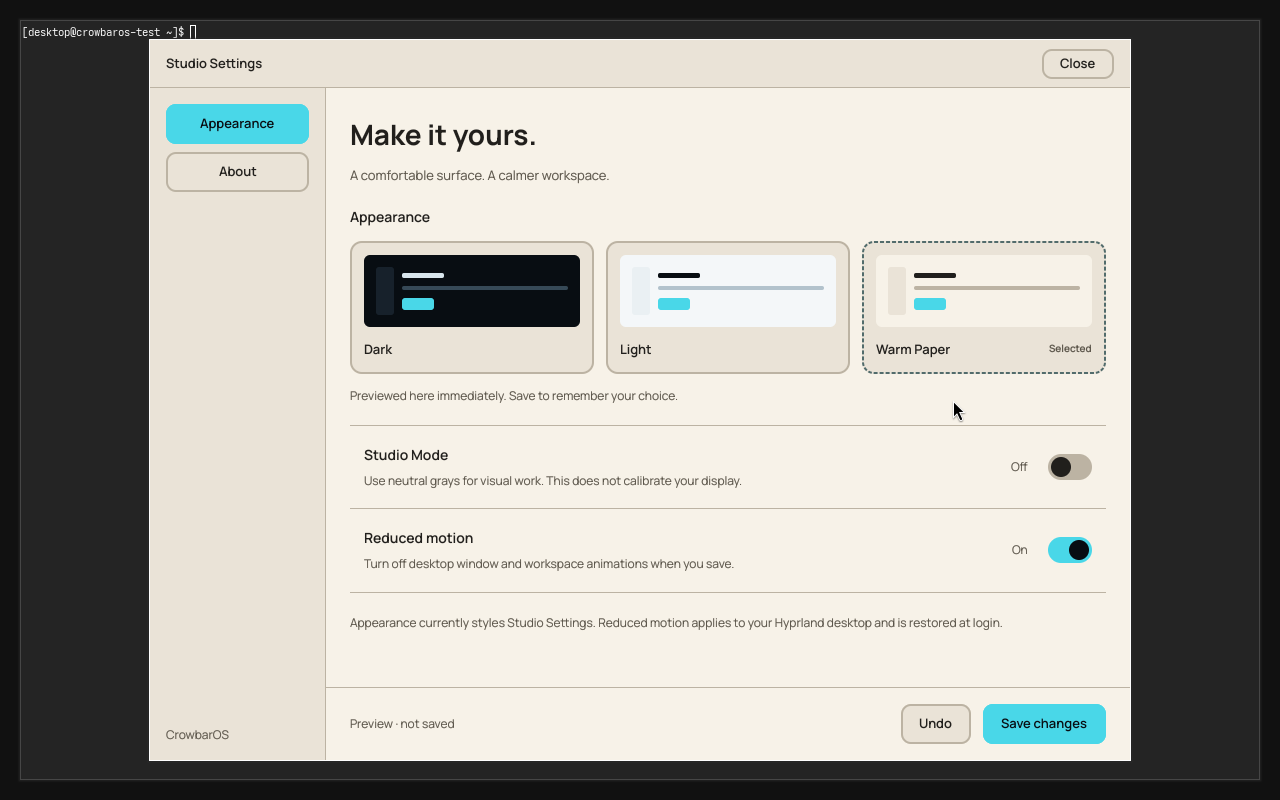 [desktop@crowbaros-test ~]$
Studio Settings
Close
Appearance
About
Make it yours.
A comfortable surface. A calmer workspace.
Appearance
Dark
Light
Warm Paper
Selected
Previewed here immediately. Save to remember your choice.
Studio Mode
Use neutral grays for visual work. This does not calibrate your display.
Off
Reduced motion
Turn off desktop window and workspace animations when you save.
On
Appearance currently styles Studio Settings. Reduced motion applies to your Hyprland desktop and is restored at login.
CrowbarOS
Preview · not saved
Undo
Save changes